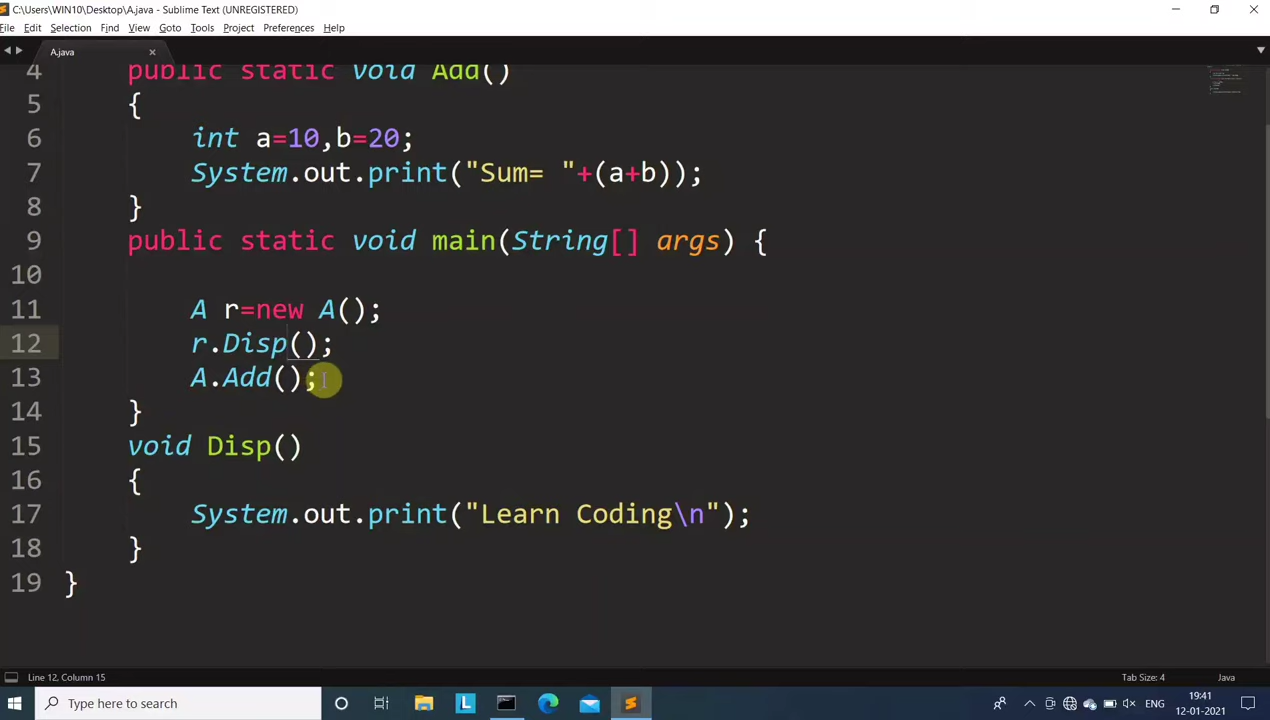 C:\Users\WIN10\Desktop\A.java - Sublime Text (UNREGISTERED)
File Edit Selection Find View Goto Tools Project Preferences Help
A.java
4 public static void Add()
5 {
6 int a=10,b=20;
7 System.out.print("Sum= "+(a+b));
8 }
9 public static void main(String[] args) {
10
11 A r=new A();
12 r.Disp();
13 A.Add();
14 }
15 void Disp()
16 {
17 System.out.print("Learn Coding\n");
18 }
19 }
Line 12, Column 15 Tab Size: 4 Java
Type here to search L ENG 19:41
12-01-2021